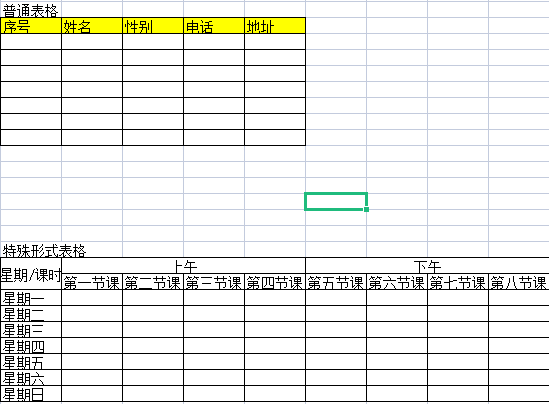 普通表格
序号 姓名 性别 电话 地址
特殊形式表格
星期/课时 上午 下午
第一节课 第二节课 第三节课 第四节课 第五节课 第六节课 第七节课 第八节课
星期一
星期二
星期三
星期四
星期五
星期六
星期日